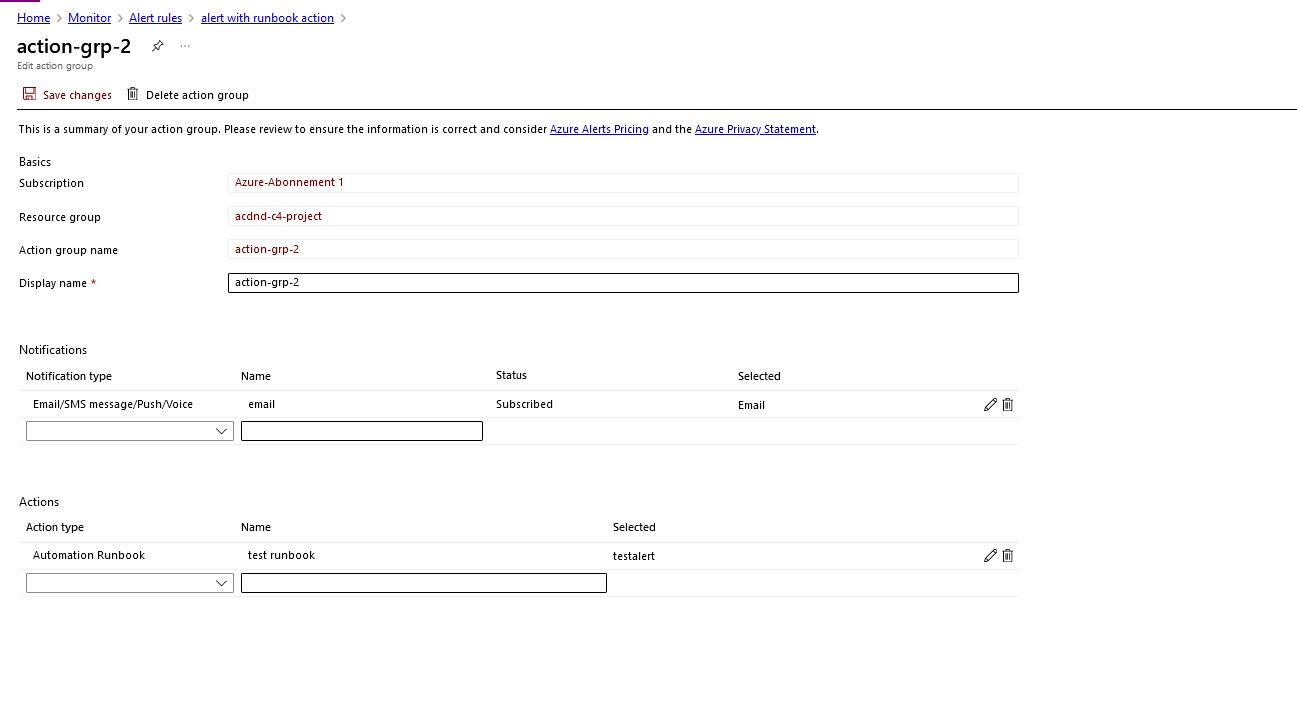 Home > Monitor > Alert rules > alert with runbook action >
action-grp-2 ...
Edit action group
Save changes Delete action group
This is a summary of your action group. Please review to ensure the information is correct and consider Azure Alerts Pricing and the Azure Privacy Statement.
Basics
Subscription Azure-Abonnement 1
Resource group acdnd-c4-project
Action group name action-grp-2
Display name * action-grp-2
Notifications
Notification type Name Status Selected
Email/SMS message/Push/Voice email Subscribed Email
Actions
Action type Name Selected
Automation Runbook test runbook testalert